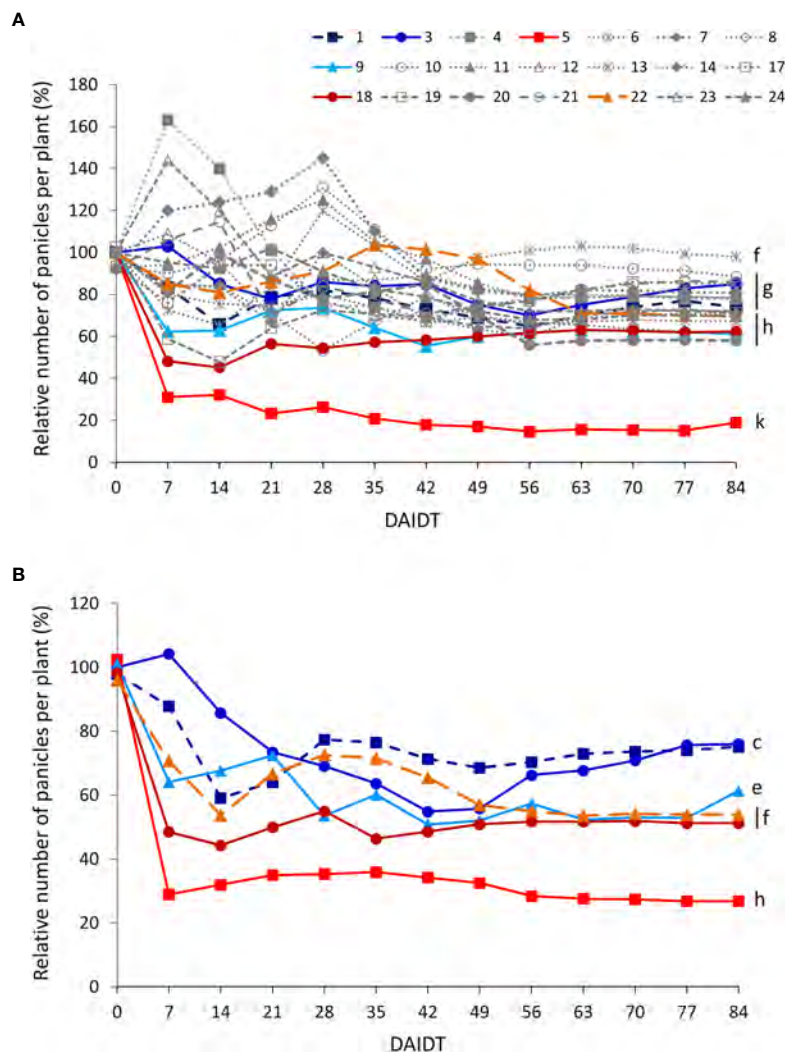 A
1 3 4 5 6 7 8
9 10 11 12 13 14 17
18 19 20 21 22 23 24
Relative number of panicles per plant (%)
180
160
140
120
100
80
60
40
20
0
f
g
h
k
0 7 14 21 28 35 42 49 56 63 70 77 84
DAIDT
B
Relative number of panicles per plant (%)
120
100
80
60
40
20
0
c
e
f
h
0 7 14 21 28 35 42 49 56 63 70 77 84
DAIDT